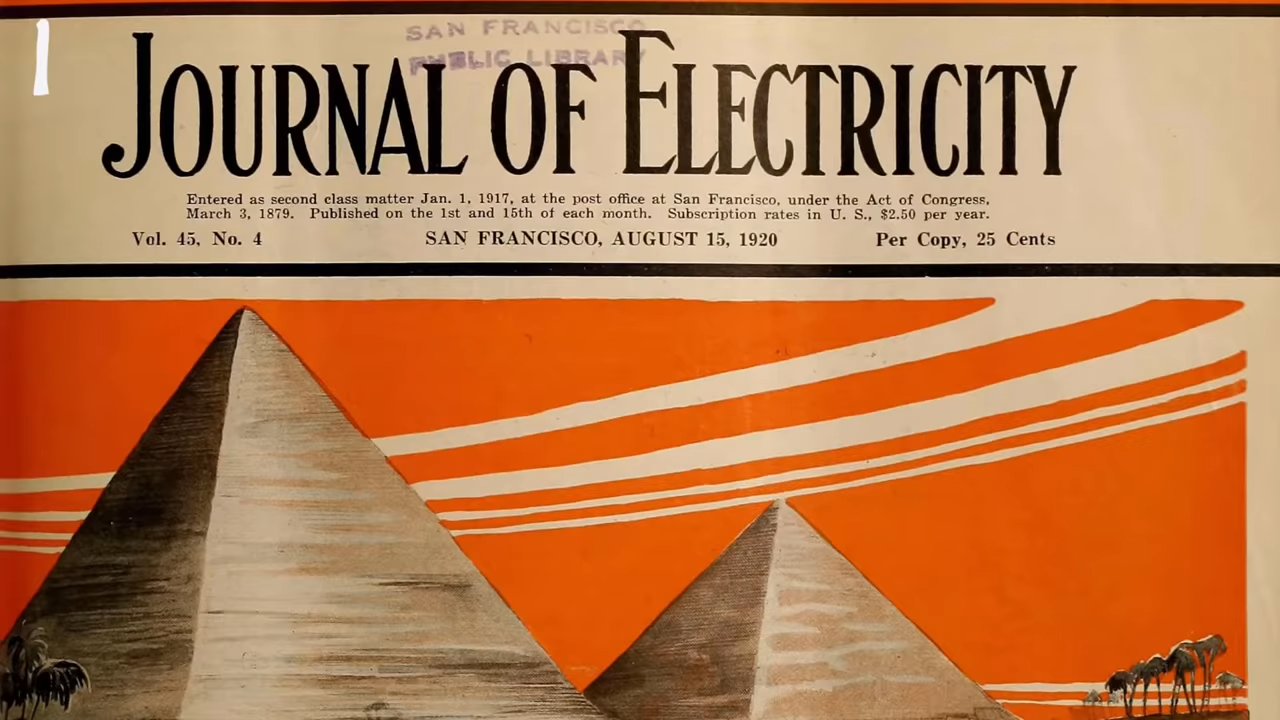 SAN FRANCISCO
PUBLIC LIBRARY
JOURNAL OF ELECTRICITY
Entered as second class matter Jan. 1, 1917, at the post office at San Francisco, under the Act of Congress,
March 3, 1879. Published on the 1st and 15th of each month. Subscription rates in U. S., $2.50 per year.
Vol. 45, No. 4 SAN FRANCISCO, AUGUST 15, 1920 Per Copy, 25 Cents